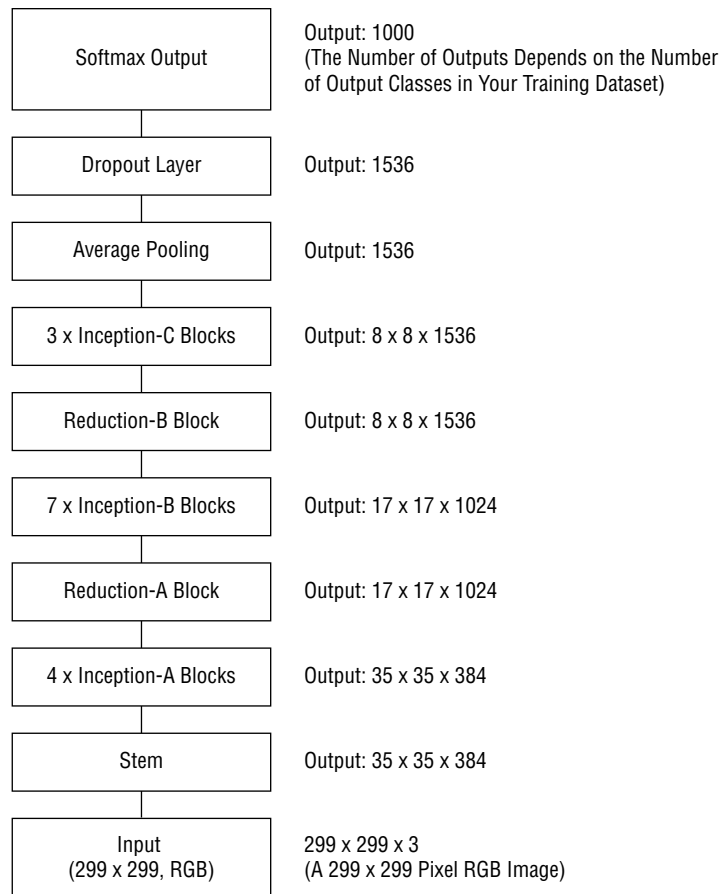 Softmax Output
Output: 1000
(The Number of Outputs Depends on the Number
of Output Classes in Your Training Dataset)
Dropout Layer
Output: 1536
Average Pooling
Output: 1536
3 x Inception-C Blocks
Output: 8 x 8 x 1536
Reduction-B Block
Output: 8 x 8 x 1536
7 x Inception-B Blocks
Output: 17 x 17 x 1024
Reduction-A Block
Output: 17 x 17 x 1024
4 x Inception-A Blocks
Output: 35 x 35 x 384
Stem
Output: 35 x 35 x 384
Input
(299 x 299, RGB)
299 x 299 x 3
(A 299 x 299 Pixel RGB Image)